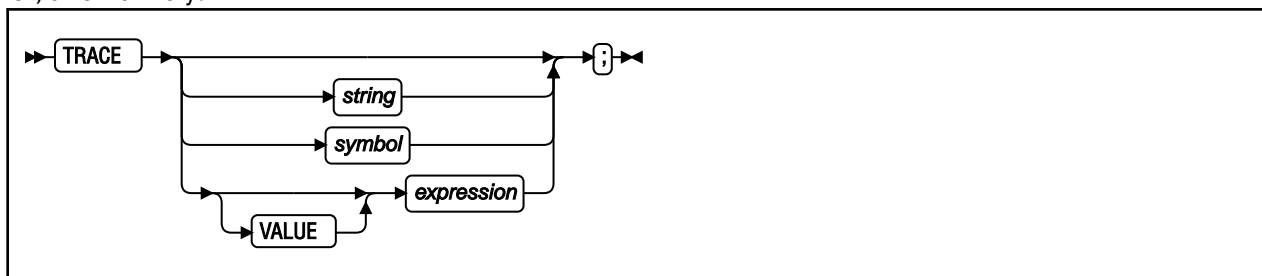 TRACE ;
string
symbol
expression
VALUE